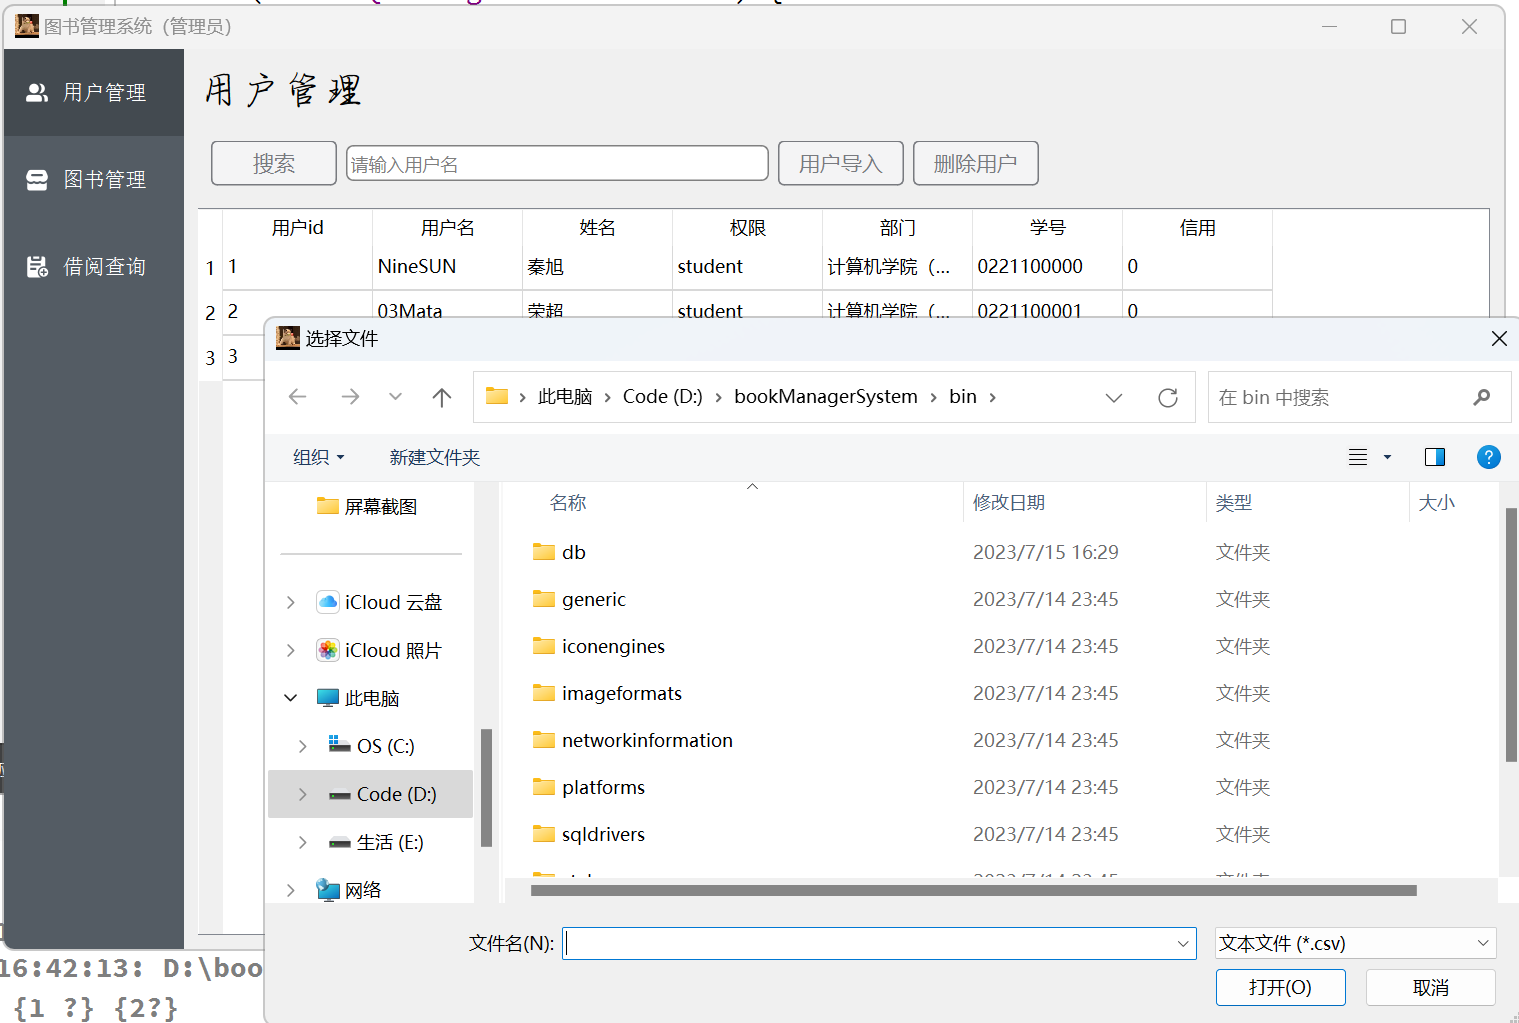 图书管理系统（管理员）
用户管理
图书管理
借阅查询
用户管理
搜索 请输入用户名 用户导入 删除用户
用户id 用户名 姓名 权限 部门 学号 信用
1 1 NineSUN 秦旭 student 计算机学院（... 0221100000 0
2 2 03Mata 荣超 student 计算机学院（... 0221100001 0
3 3
选择文件
此电脑 › Code (D:) › bookManagerSystem › bin ›
在 bin 中搜索
组织 新建文件夹
屏幕截图
iCloud 云盘
iCloud 照片
此电脑
OS (C:)
Code (D:)
生活 (E:)
网络
名称 修改日期 类型 大小
db 2023/7/15 16:29 文件夹
generic 2023/7/14 23:45 文件夹
iconengines 2023/7/14 23:45 文件夹
imageformats 2023/7/14 23:45 文件夹
networkinformation 2023/7/14 23:45 文件夹
platforms 2023/7/14 23:45 文件夹
sqldrivers 2023/7/14 23:45 文件夹
文件名(N): 文本文件 (*.csv)
打开(O) 取消
16:42:13: D:\boo
{1 ?} {2?}